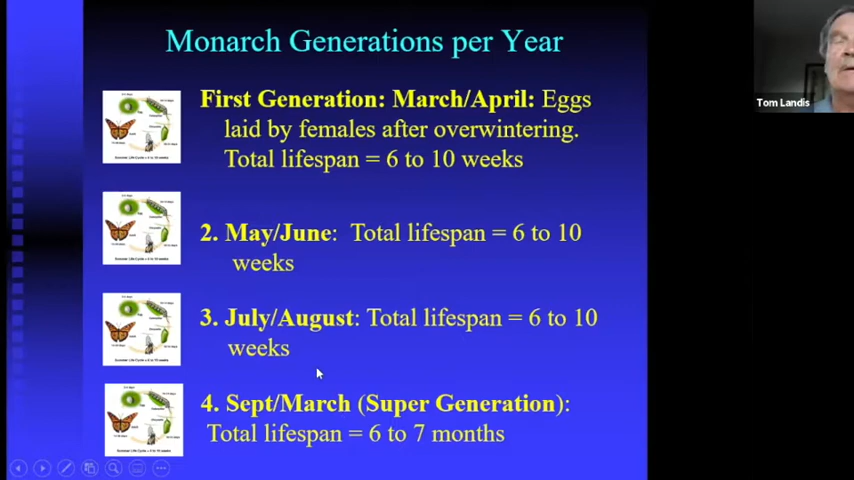 Monarch Generations per Year
Tom Landis
First Generation: March/April: Eggs
laid by females after overwintering.
Total lifespan = 6 to 10 weeks
2. May/June: Total lifespan = 6 to 10
weeks
3. July/August: Total lifespan = 6 to 10
weeks
4. Sept/March (Super Generation):
Total lifespan = 6 to 7 months